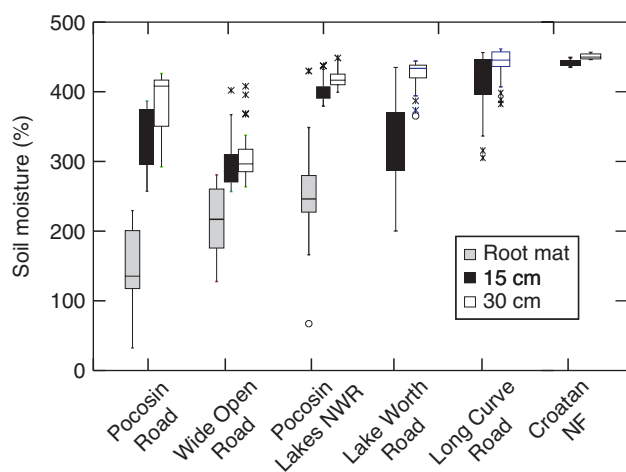 500
400
300
200
100
0
Soil moisture (%)
Root mat
15 cm
30 cm
Pocosin
Road
Wide Open
Road
Pocosin
Lakes NWR
Lake Worth
Road
Long Curve
Road
Croatan
NF